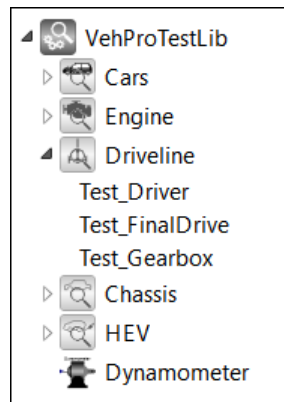 VehProTestLib
Cars
Engine
Driveline
Test_Driver
Test_FinalDrive
Test_Gearbox
Chassis
HEV
Dynamometer